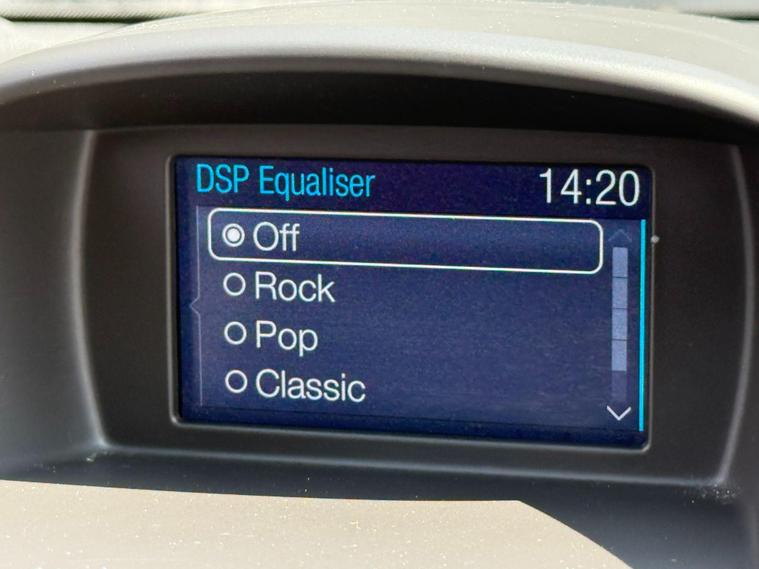 DSP Equaliser
14:20
Off
Rock
Pop
Classic